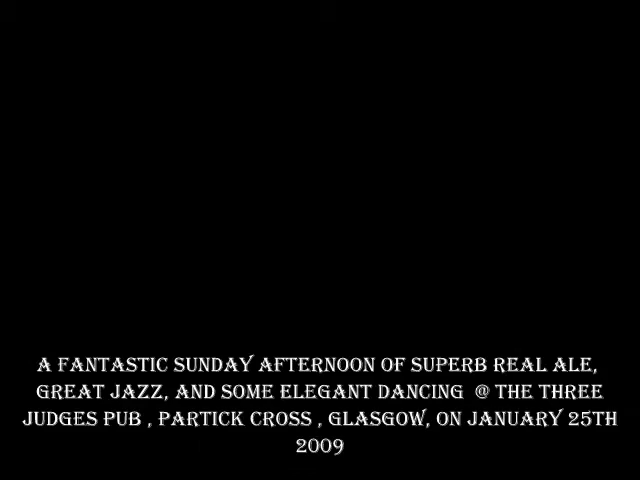 A FANTASTIC SUNDAY AFTERNOON OF SUPERB REAL ALE,
GREAT JAZZ, AND SOME ELEGANT DANCING @ THE THREE
JUDGES PUB , PARTICK CROSS , GLASGOW, ON JANUARY 25TH
2009